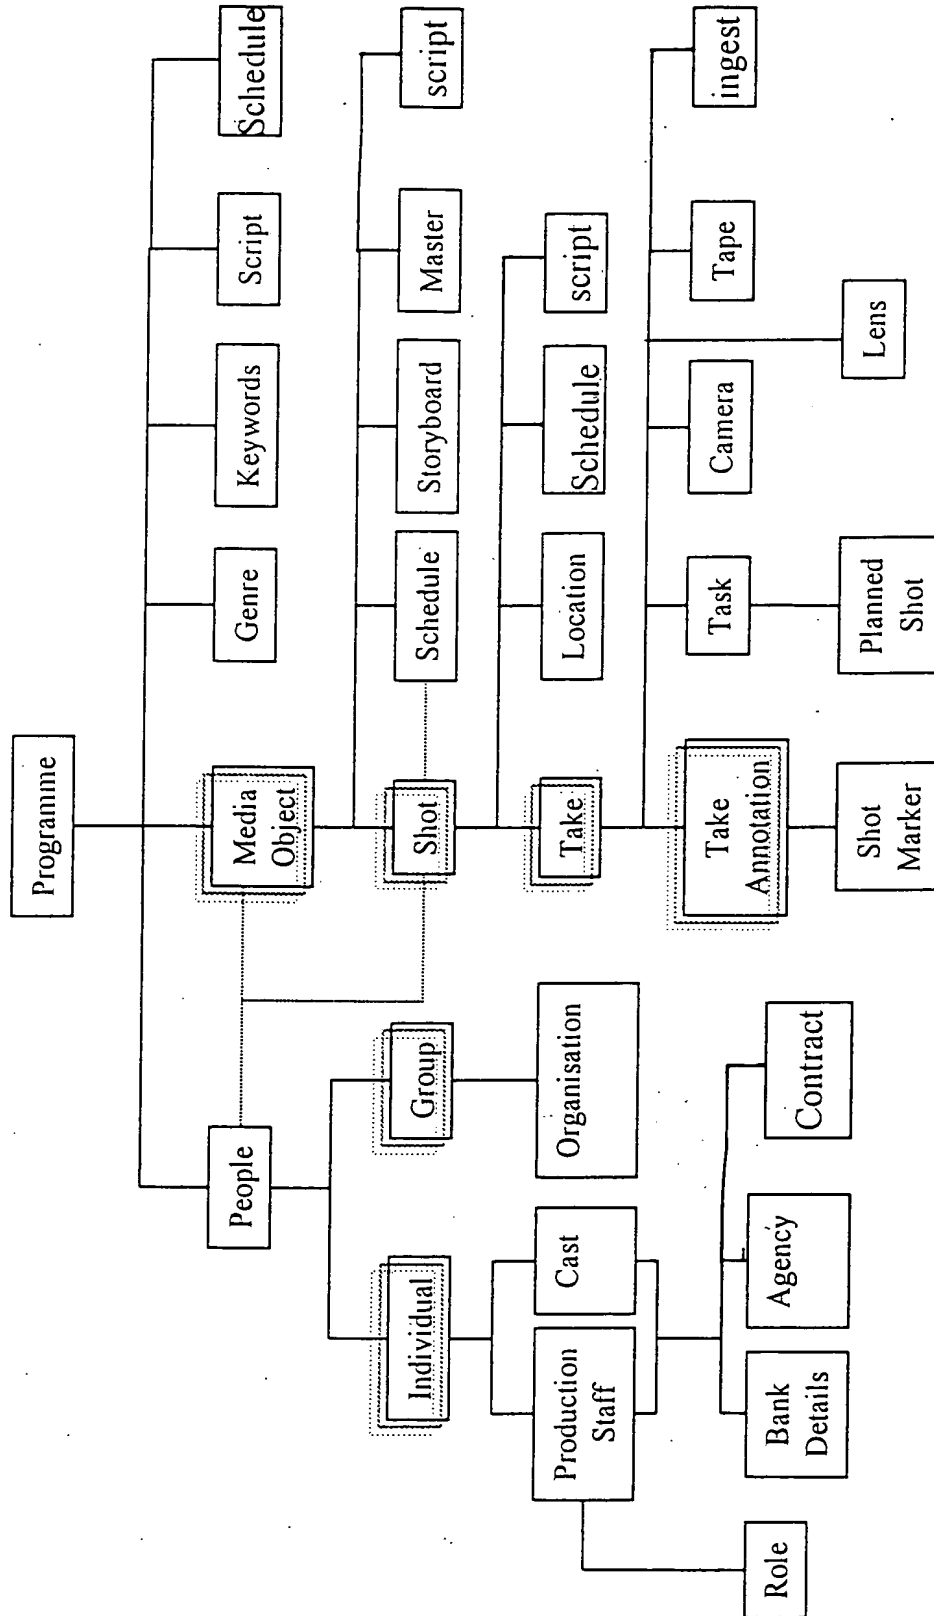 Programme
People
Media
Object
Genre
Keywords
Script
Schedule
Individual
Group
Shot
Schedule
Storyboard
Master
script
Production
Staff
Cast
Organisation
Take
Location
Schedule
script
Role
Bank
Details
Agency
Contract
Take
Annotation
Task
Camera
Tape
ingest
Shot
Marker
Planned
Shot
Lens